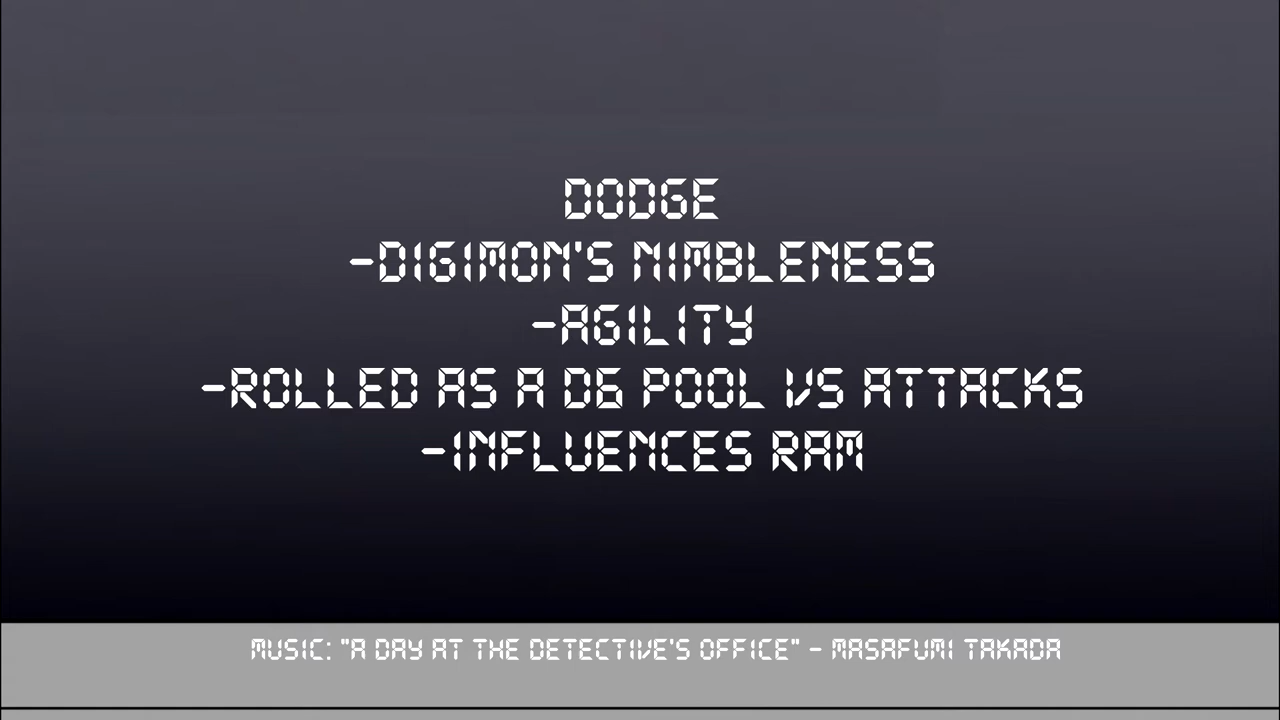 DODGE
-DIGIMON'S NIMBLENESS
-AGILITY
-ROLLED AS A D6 POOL VS ATTACKS
-INFLUENCES RAM
MUSIC: "A DAY AT THE DETECTIVE'S OFFICE" - MASAFUMI TAKADA